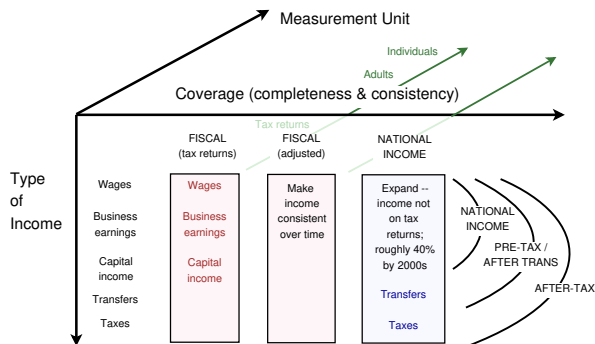 Measurement Unit
Individuals
Adults
Coverage (completeness & consistency)
Tax returns
FISCAL
(tax returns)
FISCAL
(adjusted)
NATIONAL
INCOME
Type
of
Income
Wages
Business
earnings
Capital
income
Transfers
Taxes
Wages
Business
earnings
Capital
income
Make
income
consistent
over time
Expand --
income not
on tax
returns;
roughly 40%
by 2000s
Transfers
Taxes
NATIONAL
INCOME
PRE-TAX /
AFTER TRANS
AFTER-TAX